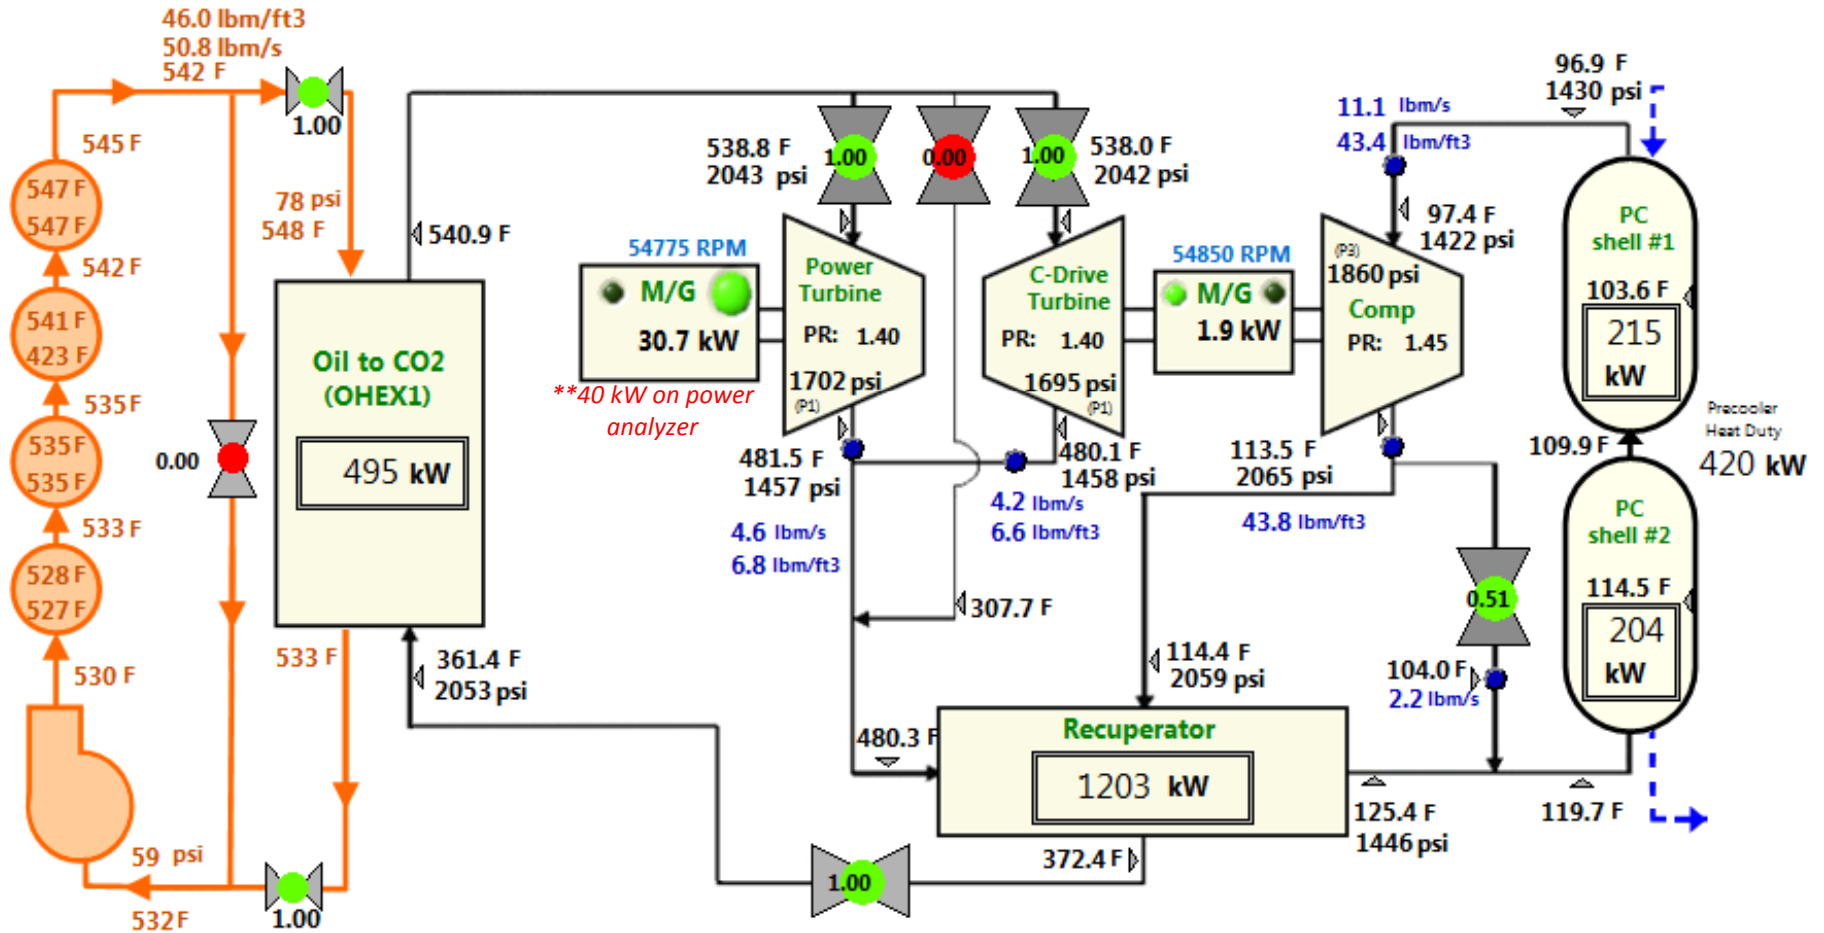 46.0 lbm/ft3
50.8 lbm/s
542 F
1.00
545 F
547 F
547 F
542 F
541 F
423 F
535 F
535 F
535 F
533 F
528 F
527 F
530 F
59 psi
532 F
1.00
0.00
78 psi
548 F
533 F
Oil to CO2
(OHEX1)
495 kW
540.9 F
361.4 F
2053 psi
538.8 F
2043 psi
1.00
0.00
1.00
538.0 F
2042 psi
54775 RPM
M/G
30.7 kW
**40 kW on power
analyzer
Power
Turbine
PR: 1.40
1702 psi
(P1)
C-Drive
Turbine
PR: 1.40
1695 psi
(P1)
54850 RPM
M/G
1.9 kW
(P3)
1860 psi
Comp
PR: 1.45
11.1 lbm/s
43.4 lbm/ft3
97.4 F
1422 psi
96.9 F
1430 psi
481.5 F
1457 psi
4.6 lbm/s
6.8 lbm/ft3
480.1 F
1458 psi
4.2 lbm/s
6.6 lbm/ft3
113.5 F
2065 psi
43.8 lbm/ft3
307.7 F
114.4 F
2059 psi
0.51
104.0 F
2.2 lbm/s
480.3 F
Recuperator
1203 kW
372.4 F
1.00
125.4 F
1446 psi
119.7 F
PC
shell #1
103.6 F
215
kW
109.9 F
Precooler
Heat Duty
420 kW
PC
shell #2
114.5 F
204
kW